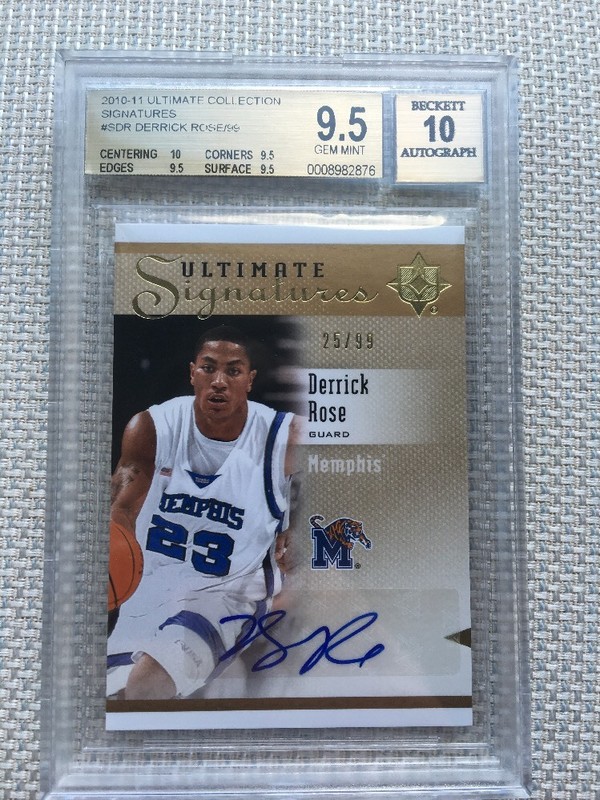 2010-11 ULTIMATE COLLECTION
SIGNATURES
#SDR DERRICK ROSE/99
CENTERING 10 CORNERS 9.5
EDGES 9.5 SURFACE 9.5
9.5
GEM MINT
0008982876
BECKETT
10
AUTOGRAPH
ULTIMATE
Signatures
25/99
Derrick
Rose
GUARD
Memphis
MEMPHIS
23
M